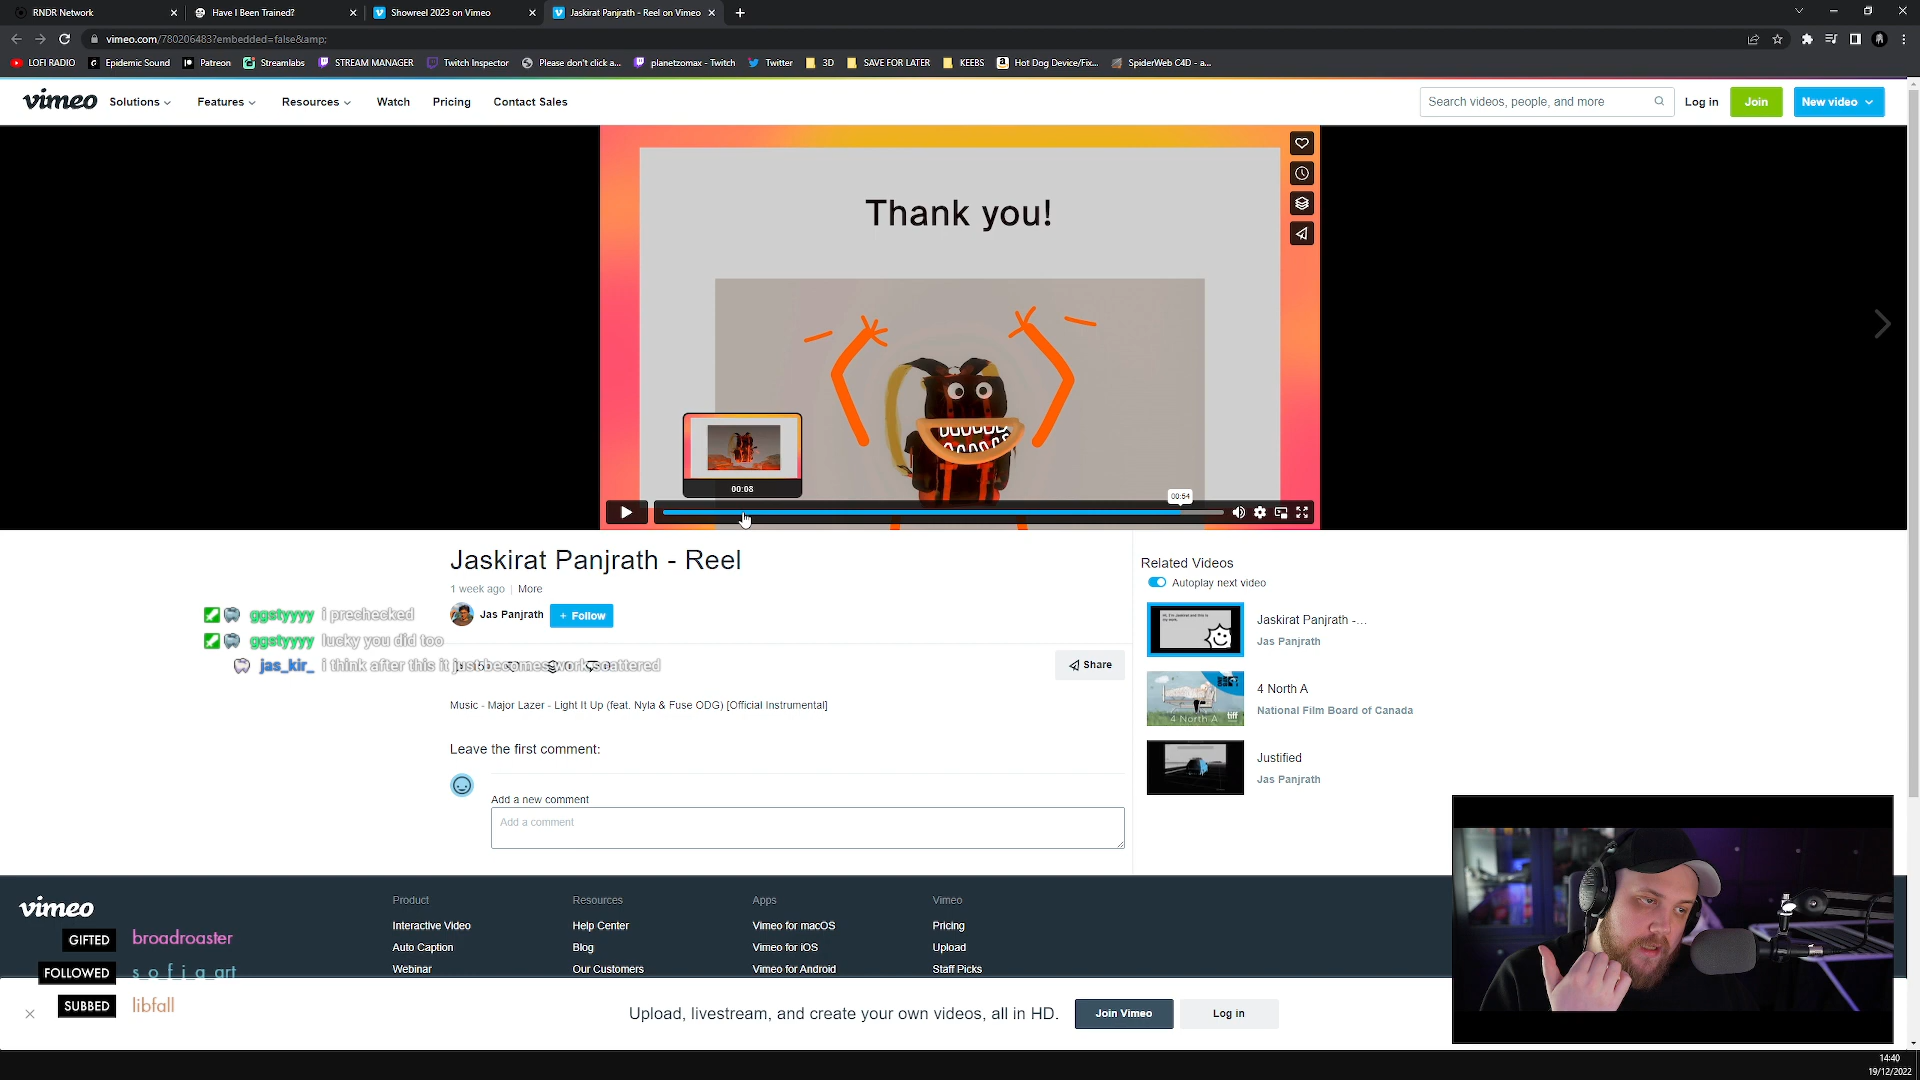 RNDR Network
Have I Been Trained?
Showreel 2023 on Vimeo
Jaskirat Panjrath - Reel on Vimeo
vimeo.com/780206483?embedded=false&amp;
LOFI RADIO
Epidemic Sound
Patreon
Streamlabs
STREAM MANAGER
Twitch Inspector
Please don't click a...
planetzomax - Twitch
Twitter
3D
SAVE FOR LATER
KEEBS
Hot Dog Device/Fix...
SpiderWeb C4D - a...
vimeo
Solutions
Features
Resources
Watch
Pricing
Contact Sales
Search videos, people, and more
Log in
Join
New video
Thank you!
00:08
00:54
Jaskirat Panjrath - Reel
1 week ago | More
Jas Panjrath
+ Follow
ggstyyyy i prechecked
ggstyyyy lucky you did too
jas_kir_ i think after this it just becomes work scattered
Share
Music - Major Lazer - Light It Up (feat. Nyla & Fuse ODG) [Official Instrumental]
Leave the first comment:
Add a new comment
Add a comment
Related Videos
Autoplay next video
Jaskirat Panjrath -...
Jas Panjrath
4 North A
tiff
4 North A
National Film Board of Canada
Justified
Jas Panjrath
vimeo
Product
Interactive Video
Auto Caption
Webinar
Resources
Help Center
Blog
Our Customers
Apps
Vimeo for macOS
Vimeo for iOS
Vimeo for Android
Vimeo
Pricing
Upload
Staff Picks
GIFTED broadroaster
FOLLOWED s_o_f_i_a_art
SUBBED libfall
Upload, livestream, and create your own videos, all in HD.
Join Vimeo
Log in
14:40
19/12/2022